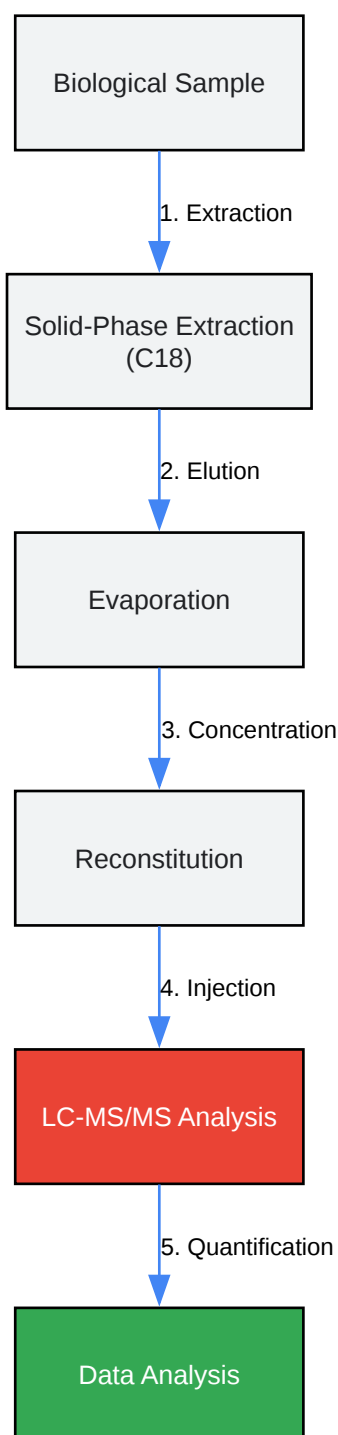 Biological Sample
1. Extraction
Solid-Phase Extraction
(C18)
2. Elution
Evaporation
3. Concentration
Reconstitution
4. Injection
LC-MS/MS Analysis
5. Quantification
Data Analysis